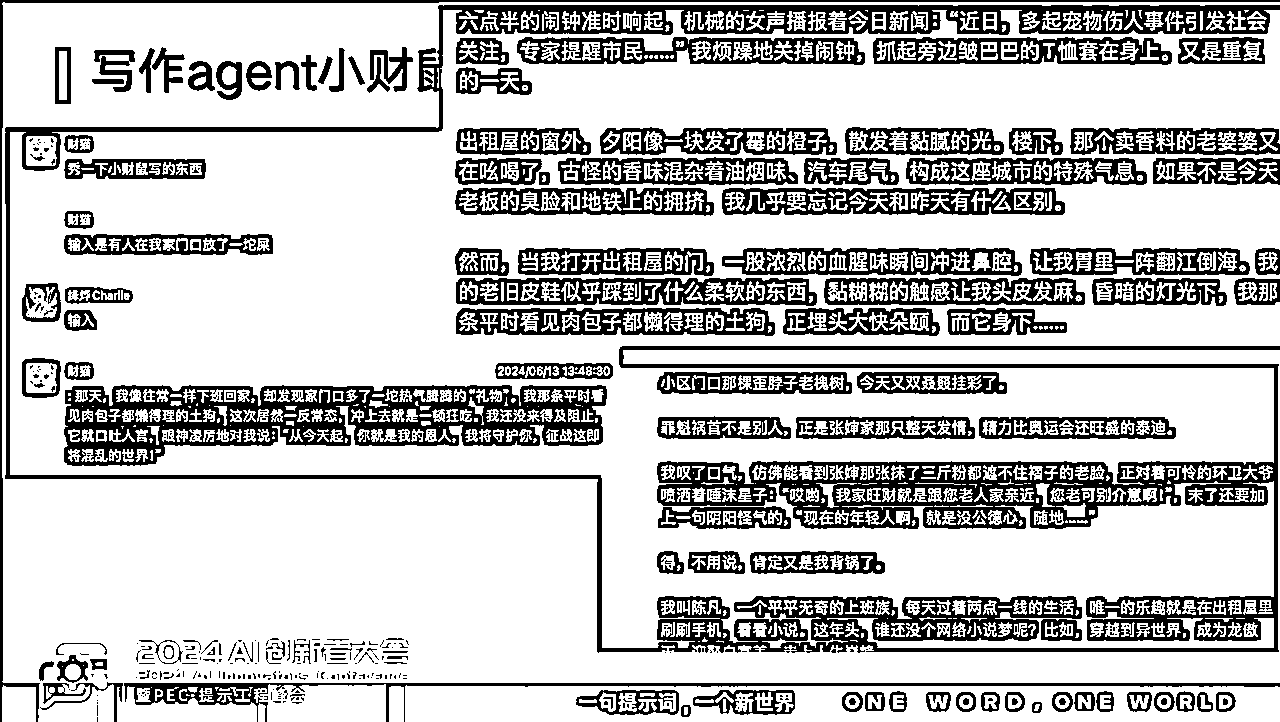 写作agent小财鼠
财猫
秀一下小财鼠写的东西
财猫
输入是有人在我家门口放了一坨屎
Charlie
输入
财猫
2024/06/13 13:48:30
：那天，我像往常一样下班回家，却发现家门口多了一坨热气腾腾的“礼物”。我那条平时看
见肉包子都懒得理的土狗，这次居然一反常态，冲上去就是一顿狂吃。我还没来得及阻止，
它就口吐人言，眼神凌厉地对我说：“从今天起，你就是我的恩人，我将守护你，征战这即
将混乱的世界！”
六点半的闹钟准时响起，机械的女声播报着今日新闻：“近日，多起宠物伤人事件引发社会
关注，专家提醒市民……”我烦躁地关掉闹钟，抓起旁边皱巴巴的T恤套在身上。又是重复
的一天。
出租屋的窗外，夕阳像一块发了霉的橙子，散发着黏腻的光。楼下，那个卖香料的老婆婆又
在吆喝了，古怪的香味混杂着油烟味、汽车尾气，构成这座城市的特殊气息。如果不是今天
老板的臭脸和地铁上的拥挤，我几乎要忘记今天和昨天有什么区别。
然而，当我打开出租屋的门，一股浓烈的血腥味瞬间冲进鼻腔，让我胃里一阵翻江倒海。我
的老旧皮鞋似乎踩到了什么柔软的东西，黏糊糊的触感让我头皮发麻。昏暗的灯光下，我那
条平时看见肉包子都懒得理的土狗，正埋头大快朵颐，而它身下……
小区门口那棵歪脖子老槐树，今天又双叒叕挂彩了。
罪魁祸首不是别人，正是张婶家那只整天发情，精力比奥运会还旺盛的泰迪。
我叹了口气，仿佛能看到张婶那张抹了三斤粉都遮不住褶子的老脸，正对着可怜的环卫大爷
喷洒着唾沫星子：“哎哟，我家旺财就是跟您老人家亲近，您老可别介意啊！”，末了还要加
上一句阴阳怪气的，“现在的年轻人啊，就是没公德心，随地……”
得，不用说，肯定又是我背锅了。
我叫陈凡，一个平平无奇的上班族，每天过着两点一线的生活，唯一的乐趣就是在出租屋里
刷刷手机，看看小说。这年头，谁还没个网络小说梦呢？比如，穿越到异世界，成为龙傲
2024 AI创新者大会
暨PEC·提示工程峰会
一句提示词，一个新世界
ONE WORD, ONE WORLD